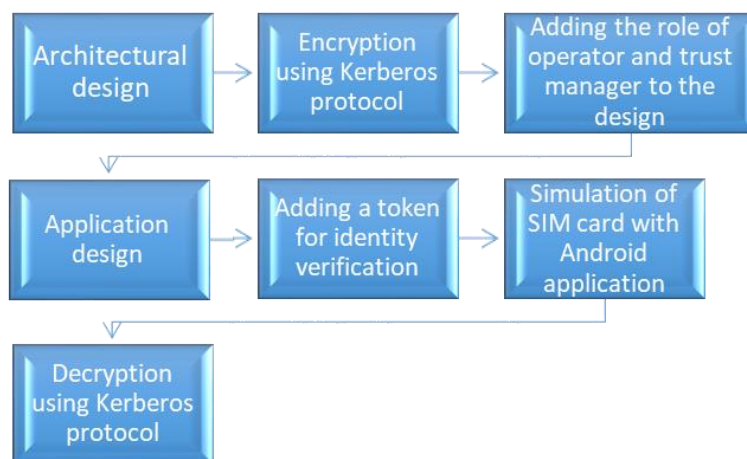 Architectural
design
Encryption
using Kerberos
protocol
Adding the role of
operator and trust
manager to the
design
Application
design
Adding a token
for identity
verification
Simulation of
SIM card with
Android
application
Decryption
using Kerberos
protocol